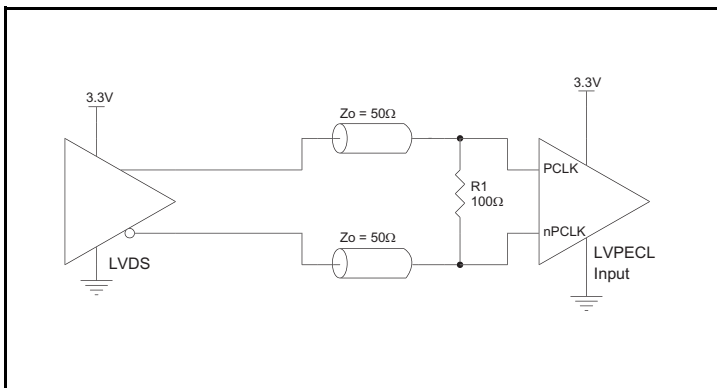 3.3V
3.3V
Zo = 50Ω
PCLK
R1
100Ω
Zo = 50Ω
nPCLK
LVDS
LVPECL
Input